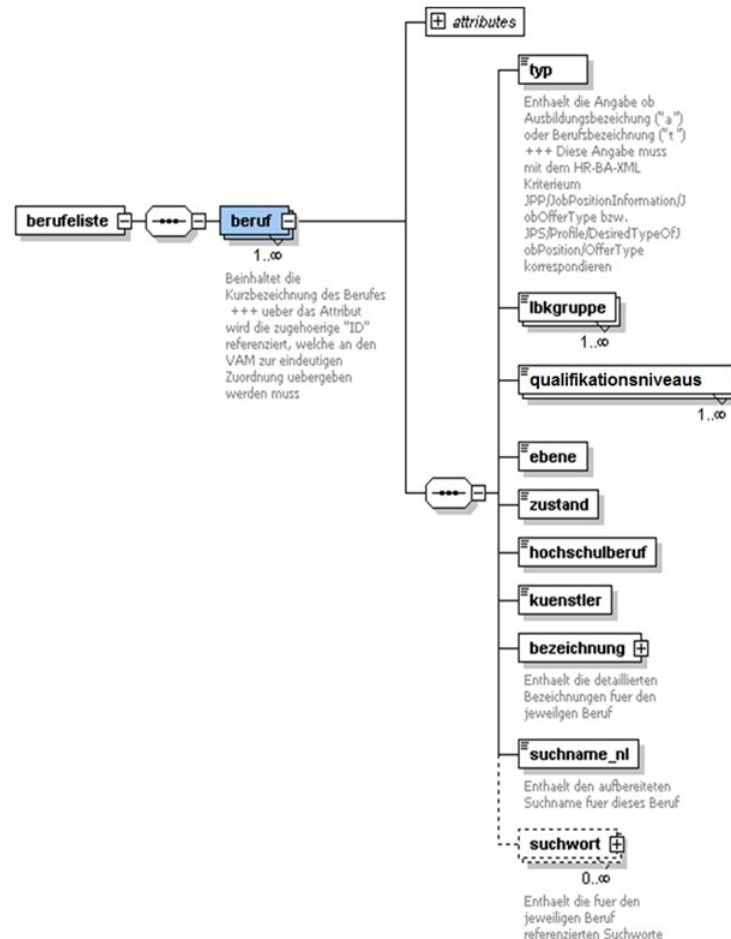 attributes
typ
Enthaelt die Angabe ob
Ausbildungsbezeichung ("a")
oder Berufsbezeichnung ("t")
+++ Diese Angabe muss
mit dem HR-BA-XML
Kriterieum
JPP/JobPositionInformation/J
obOfferType bzw.
JPS/Profile/DesiredTypeOfJ
obPosition/OfferType
korrespondieren
berufeliste
beruf
1..∞
Beinhaltet die
Kurzbezeichnung des Berufes
+++ ueber das Attribut
wird die zugehoerige "ID"
referenziert, welche an den
VAM zur eindeutigen
Zuordnung uebergeben
werden muss
lbkgruppe
1..∞
qualifikationsniveaus
1..∞
ebene
zustand
hochschulberuf
kuenstler
bezeichnung
Enthaelt die detaillierten
Bezeichnungen fuer den
jeweilgen Beruf
suchname_nl
Enthaelt den aufbereiteten
Suchname fuer dieses Beruf
suchwort
0..∞
Enthaelt die fuer den
jeweiligen Beruf
referenzierten Suchworte